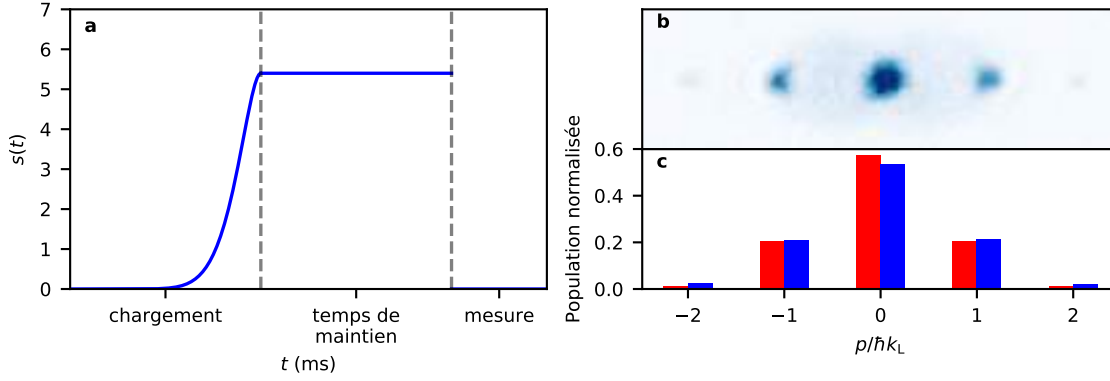 a
7
6
5
4
3
2
1
0
s(t)
chargement
temps de
maintien
mesure
t (ms)
b
c
0.6
0.4
0.2
0.0
Population normalisée
−2
−1
0
1
2
p/ħk_L